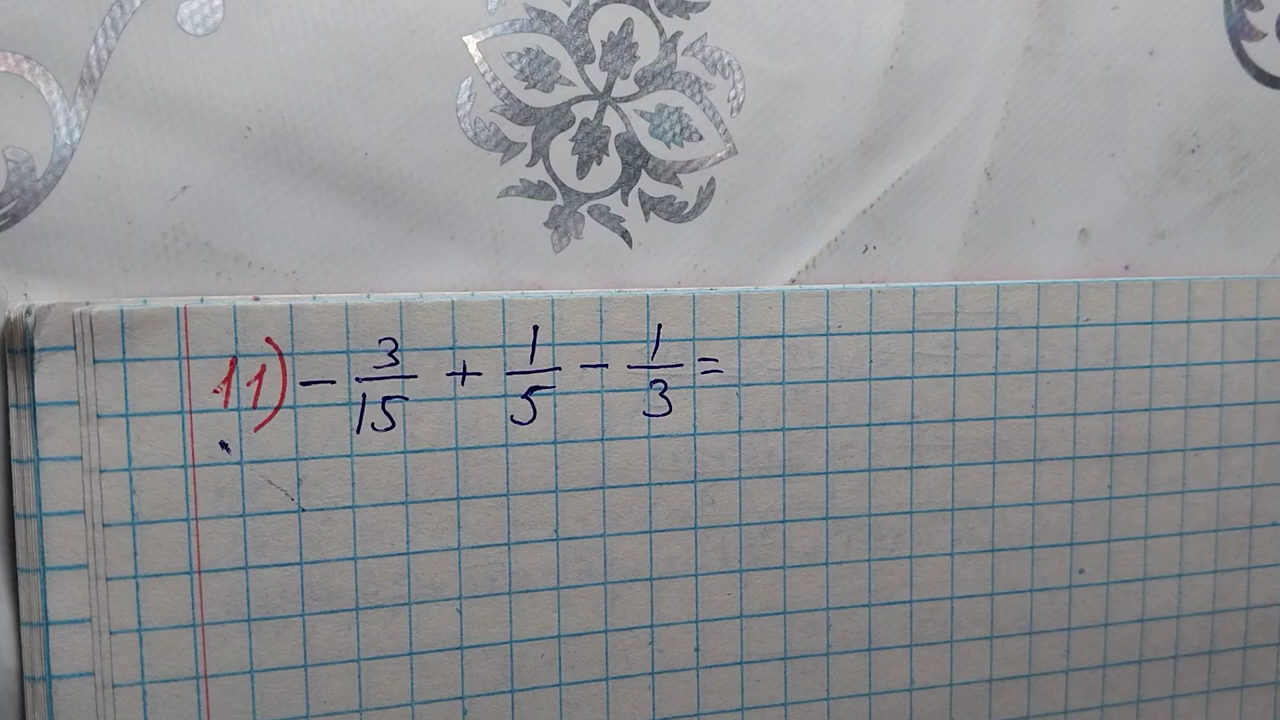 11) - 3/15 + 1/5 - 1/3 =